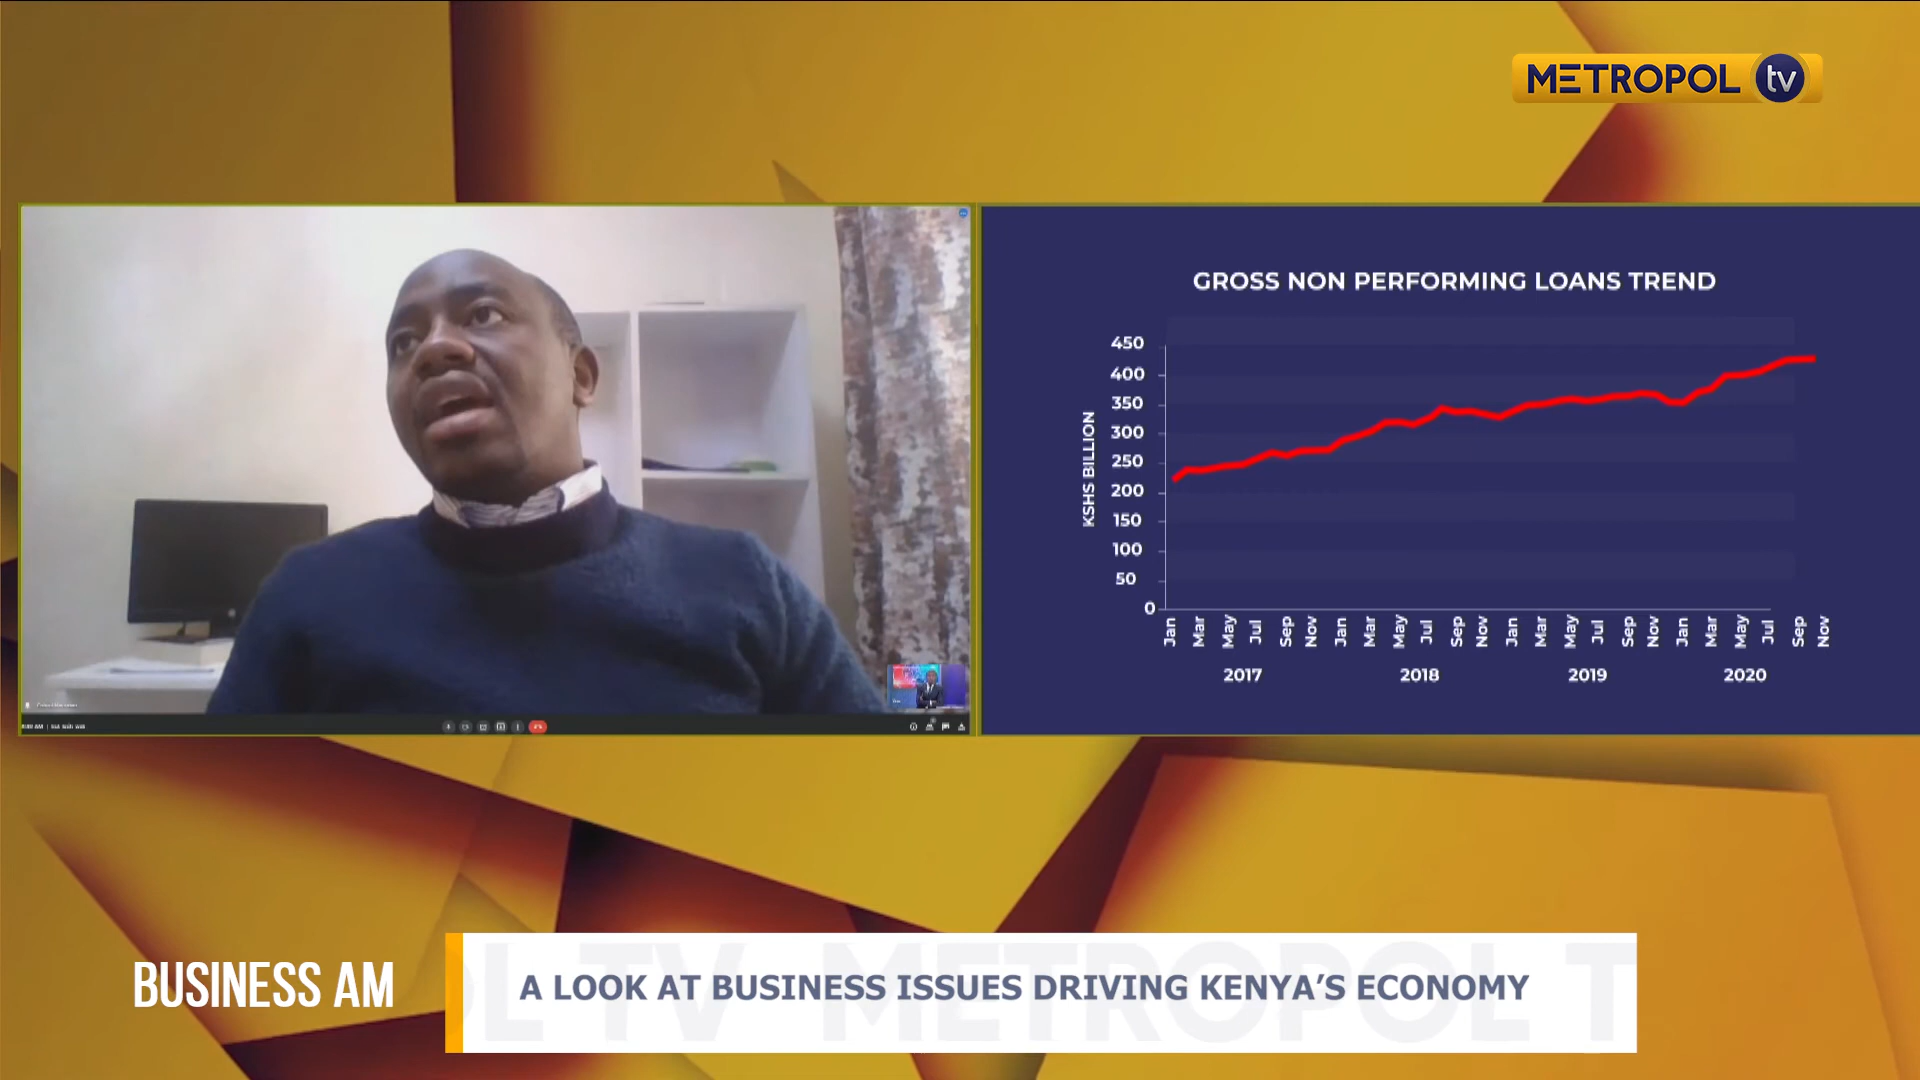 METROPOL tv
GROSS NON PERFORMING LOANS TREND
KSHS BILLION
450
400
350
300
250
200
150
100
50
0
Jan Mar May Jul Sep Nov Jan Mar May Jul Sep Nov Jan Mar May Jul Sep Nov Jan Mar May Jul Sep Nov
2017 2018 2019 2020
BUSINESS AM
A LOOK AT BUSINESS ISSUES DRIVING KENYA’S ECONOMY
L TV METROPOL T